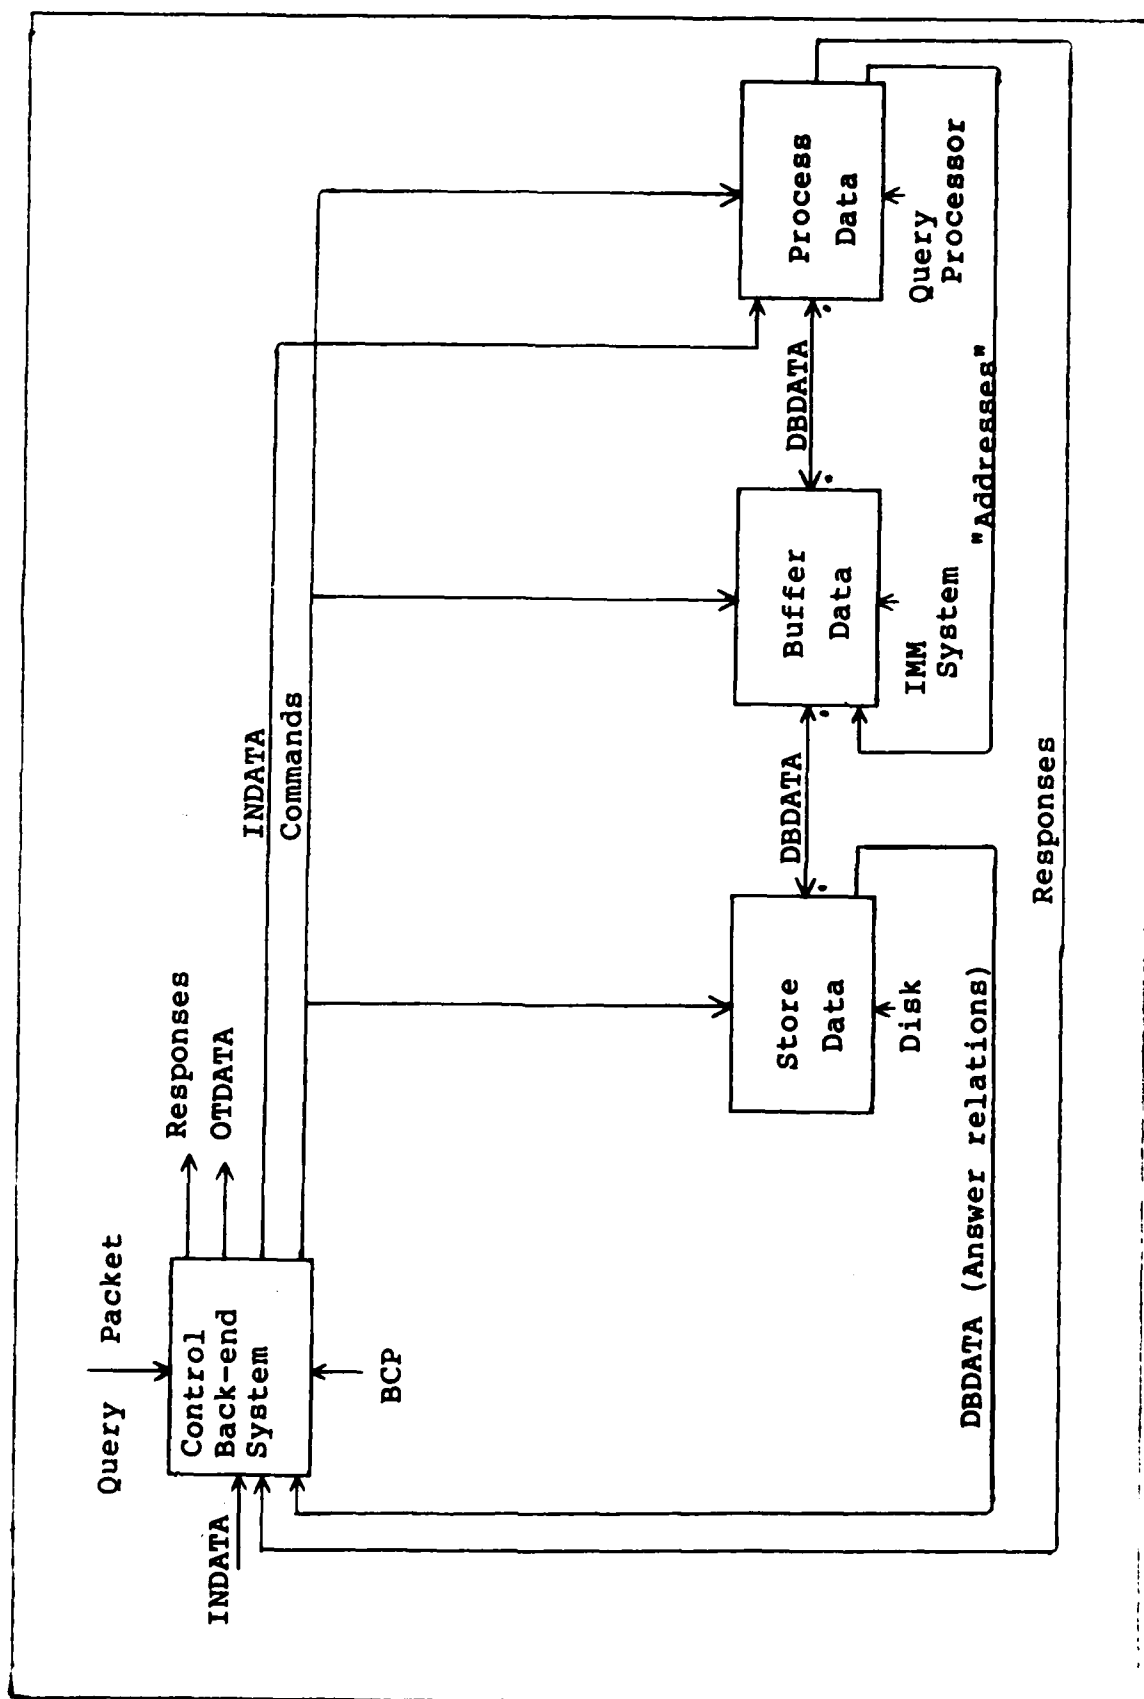 Query Packet
INDATA
Control
Back-end
System
BCP
Responses
OTDATA
INDATA
Commands
Store
Data
Disk
DBDATA
Buffer
Data
IMM
System
DBDATA
Process
Data
Query
Processor
"Addresses"
DBDATA (Answer relations)
Responses